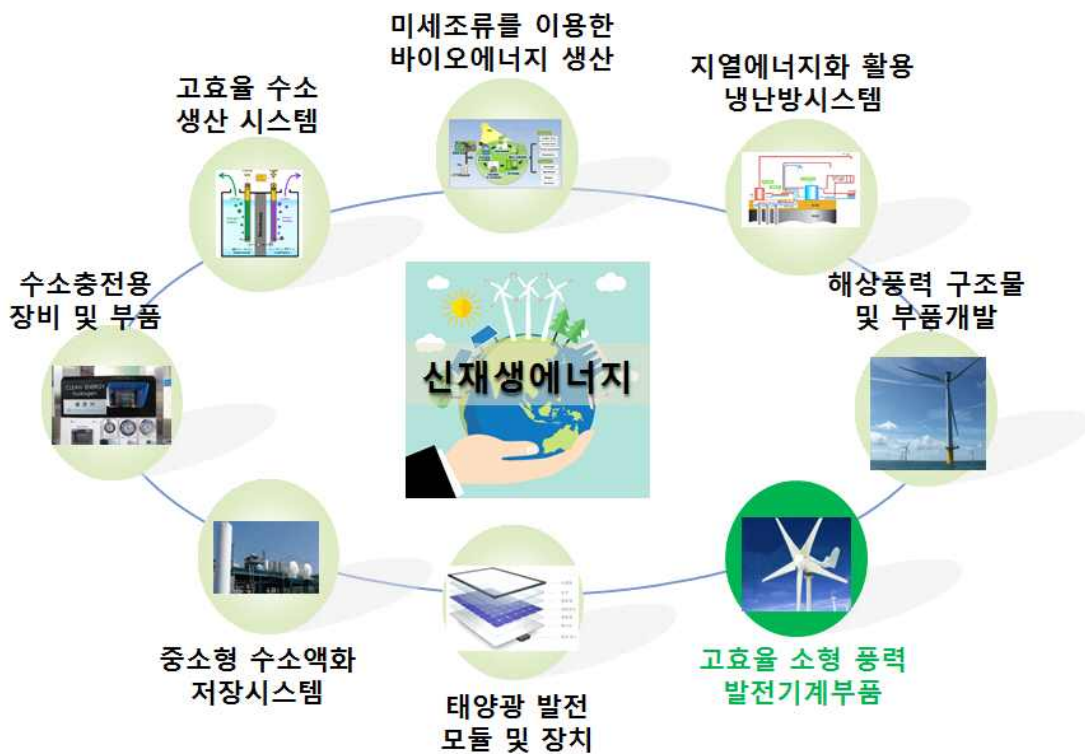 미세조류를 이용한
바이오에너지 생산
지열에너지화 활용
냉난방시스템
고효율 수소
생산 시스템
수소충전용
장비 및 부품
해상풍력 구조물
및 부품개발
CLEAN ENERGY
hydrogen
신재생에너지
중소형 수소액화
저장시스템
고효율 소형 풍력
발전기계부품
태양광 발전
모듈 및 장치